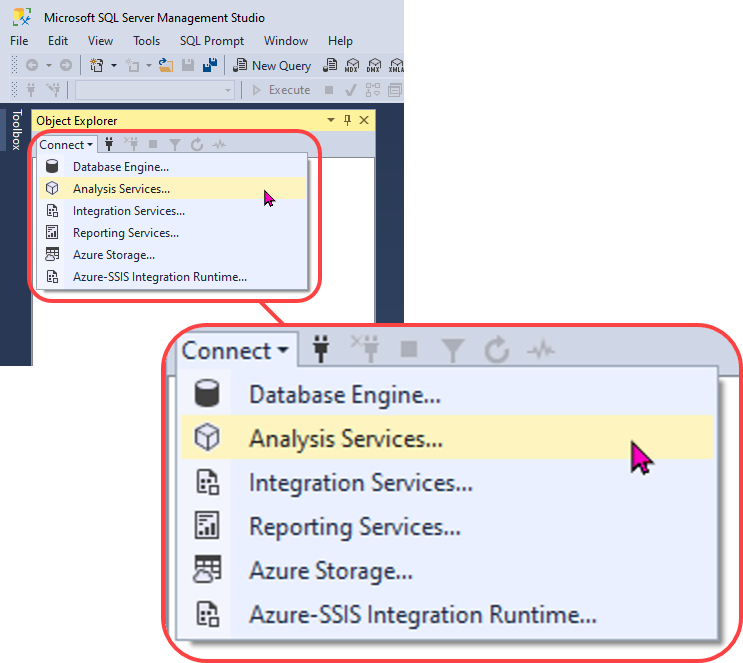 Microsoft SQL Server Management Studio
File Edit View Tools SQL Prompt Window Help
New Query MDX DMX XMLA
Execute
Toolbox
Object Explorer
Connect
Database Engine...
Analysis Services...
Integration Services...
Reporting Services...
Azure Storage...
Azure-SSIS Integration Runtime...
Connect
Database Engine...
Analysis Services...
Integration Services...
Reporting Services...
Azure Storage...
Azure-SSIS Integration Runtime...